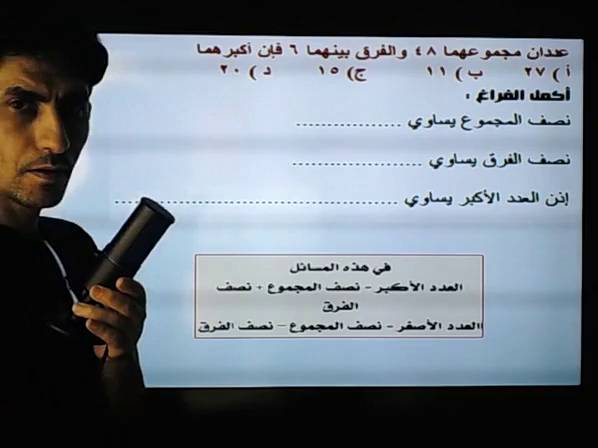 عددان مجموعهما ٤٨ والفرق بينهما ٦ فإن أكبرهما
أ ) ٢٧ ب ) ١١ ج) ١٥ د ) ٢٠
أكمل الفراغ :
نصف المجموع يساوي ....................
نصف الفرق يساوي ........................
إذن العدد الأكبر يساوي ....................................................
في هذه المسائل
العدد الأكبر - نصف المجموع + نصف
الفرق
العدد الأصغر - نصف المجموع – نصف الفرق